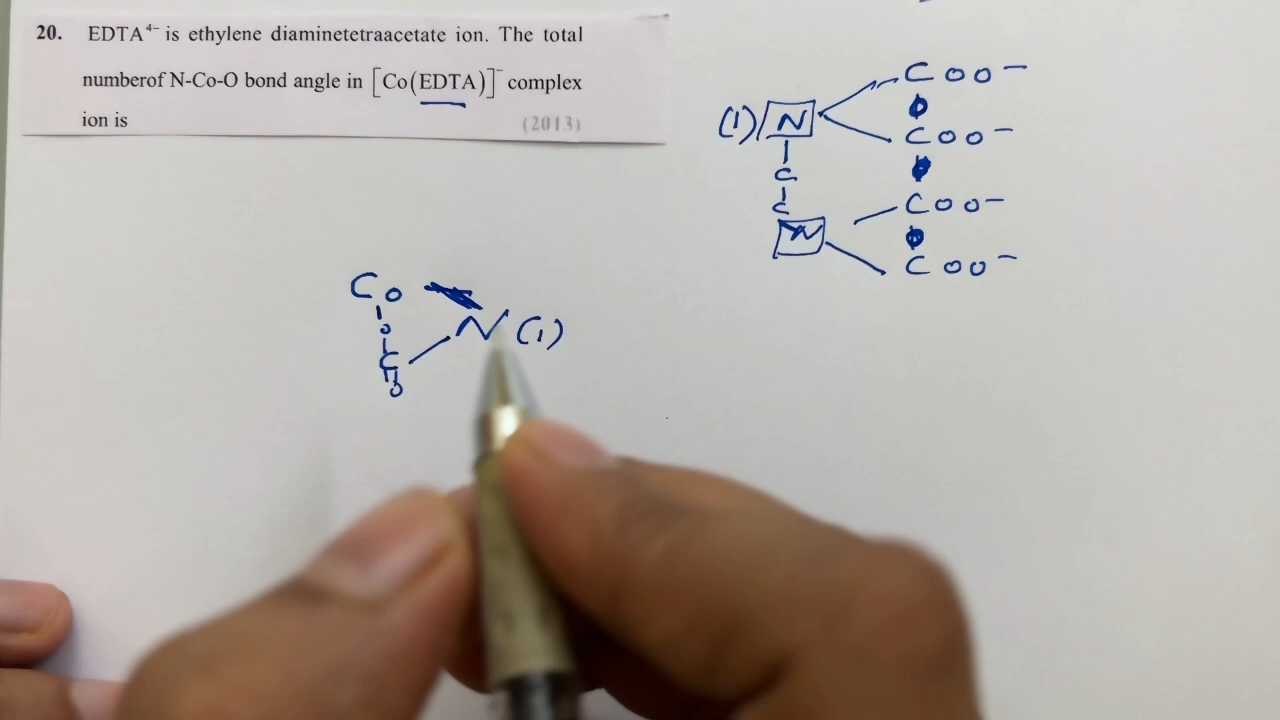 20. EDTA⁴⁻ is ethylene diaminetetraacetate ion. The total
numberof N-Co-O bond angle in [Co(EDTA)]⁻ complex
ion is (2013)
COO⁻
(1) N
COO⁻
C
C
COO⁻
N
COO⁻
Co
O
N (1)
C
O